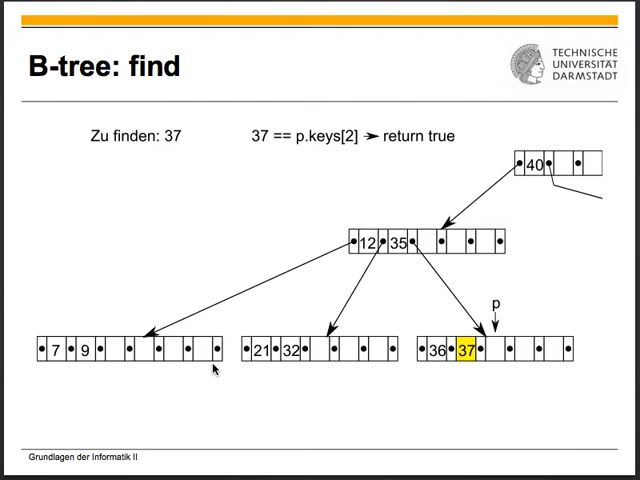 B-tree: find
TECHNISCHE
UNIVERSITÄT
DARMSTADT
Zu finden: 37
37 == p.keys[2] → return true
40
12 35
p
7 9 21 32 36 37
Grundlagen der Informatik II